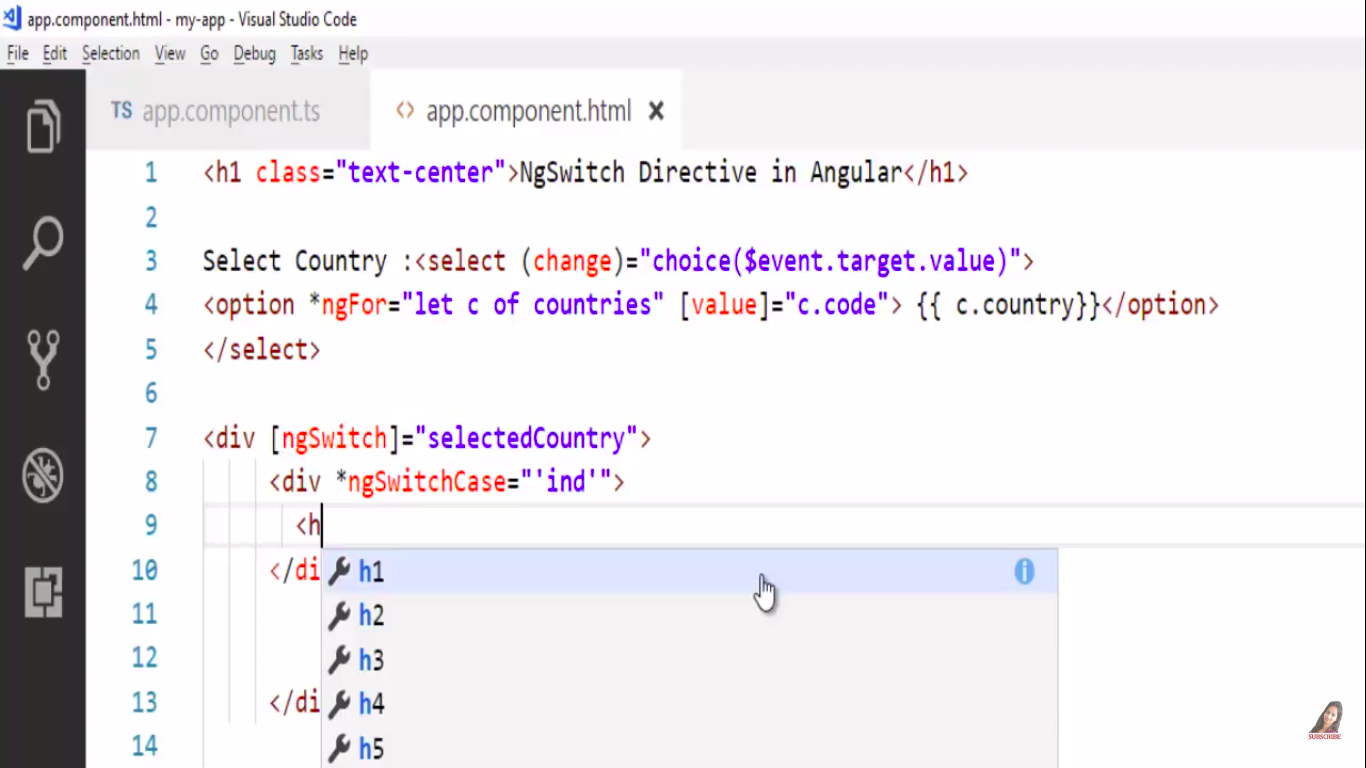 app.component.html - my-app - Visual Studio Code
File Edit Selection View Go Debug Tasks Help
TS app.component.ts <> app.component.html ×
1 <h1 class="text-center">NgSwitch Directive in Angular</h1>
2
3 Select Country :<select (change)="choice($event.target.value)">
4 <option *ngFor="let c of countries" [value]="c.code"> {{ c.country}}</option>
5 </select>
6
7 <div [ngSwitch]="selectedCountry">
8 <div *ngSwitchCase="'ind'">
9 <h
10 </di h1
11 h2
12 h3
13 </di h4
14 h5
SUBSCRIBE